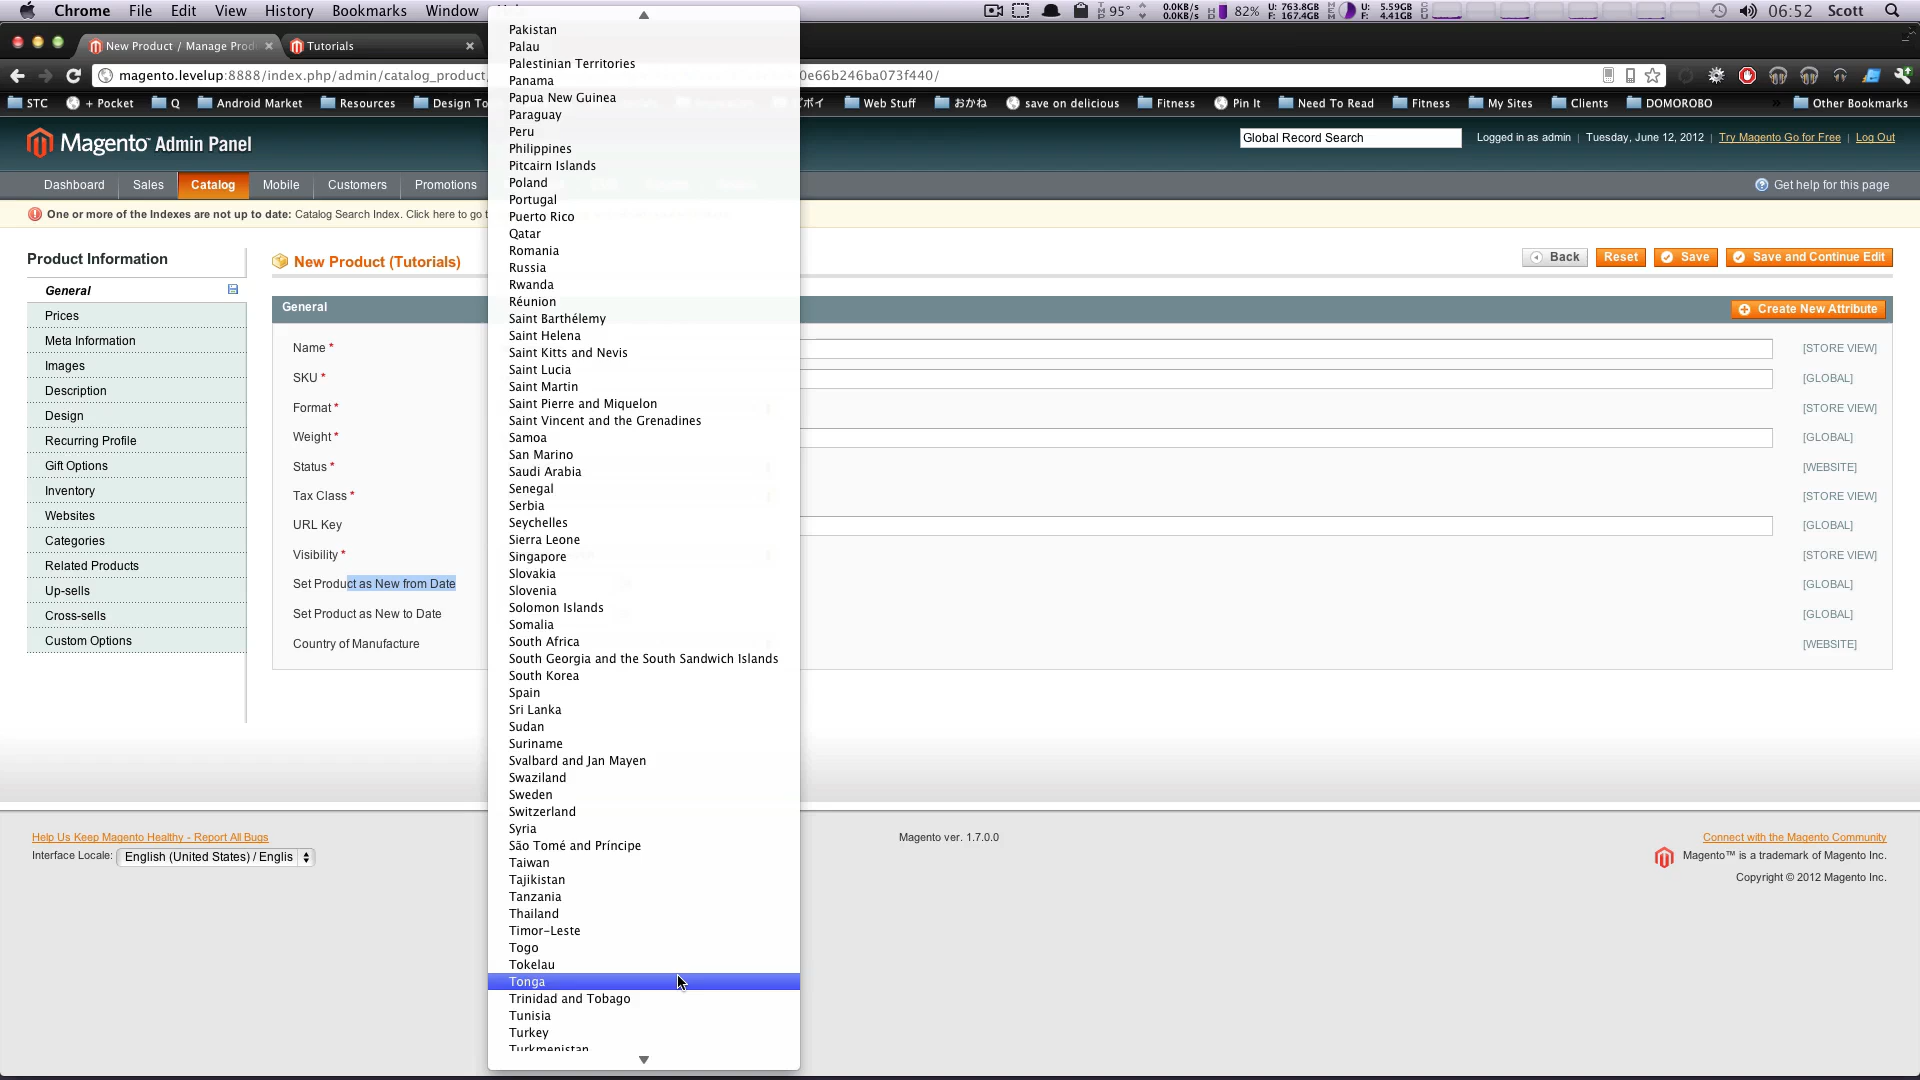 Chrome File Edit View History Bookmarks Window
95° 0.0KB/s 0.0KB/s 82% U: 763.8GB F: 167.4GB U: 5.59GB F: 4.41GB 06:52 Scott
New Product / Manage Prod
Tutorials
magento.levelup:8888/index.php/admin/catalog_product, 0e66b246ba073f440/
STC + Pocket Q Android Market Resources Design To Web Stuff おかね save on delicious Fitness Pin It Need To Read Fitness My Sites Clients DOMOROBO » Other Bookmarks
Magento™ Admin Panel
Global Record Search
Logged in as admin | Tuesday, June 12, 2012 | Try Magento Go for Free | Log Out
Dashboard Sales Catalog Mobile Customers Promotions
Get help for this page
One or more of the Indexes are not up to date: Catalog Search Index. Click here to go t
Product Information
General
Prices
Meta Information
Images
Description
Design
Recurring Profile
Gift Options
Inventory
Websites
Categories
Related Products
Up-sells
Cross-sells
Custom Options
New Product (Tutorials)
Back Reset Save Save and Continue Edit
General
Create New Attribute
Name * [STORE VIEW]
SKU * [GLOBAL]
Format * [STORE VIEW]
Weight * [GLOBAL]
Status * [WEBSITE]
Tax Class * [STORE VIEW]
URL Key [GLOBAL]
Visibility * [STORE VIEW]
Set Product as New from Date [GLOBAL]
Set Product as New to Date [GLOBAL]
Country of Manufacture [WEBSITE]
Pakistan
Palau
Palestinian Territories
Panama
Papua New Guinea
Paraguay
Peru
Philippines
Pitcairn Islands
Poland
Portugal
Puerto Rico
Qatar
Romania
Russia
Rwanda
Réunion
Saint Barthélemy
Saint Helena
Saint Kitts and Nevis
Saint Lucia
Saint Martin
Saint Pierre and Miquelon
Saint Vincent and the Grenadines
Samoa
San Marino
Saudi Arabia
Senegal
Serbia
Seychelles
Sierra Leone
Singapore
Slovakia
Slovenia
Solomon Islands
Somalia
South Africa
South Georgia and the South Sandwich Islands
South Korea
Spain
Sri Lanka
Sudan
Suriname
Svalbard and Jan Mayen
Swaziland
Sweden
Switzerland
Syria
São Tomé and Príncipe
Taiwan
Tajikistan
Tanzania
Thailand
Timor-Leste
Togo
Tokelau
Tonga
Trinidad and Tobago
Tunisia
Turkey
Turkmenistan
Help Us Keep Magento Healthy - Report All Bugs
Interface Locale: English (United States) / Englis
Magento ver. 1.7.0.0
Connect with the Magento Community
Magento™ is a trademark of Magento Inc.
Copyright © 2012 Magento Inc.